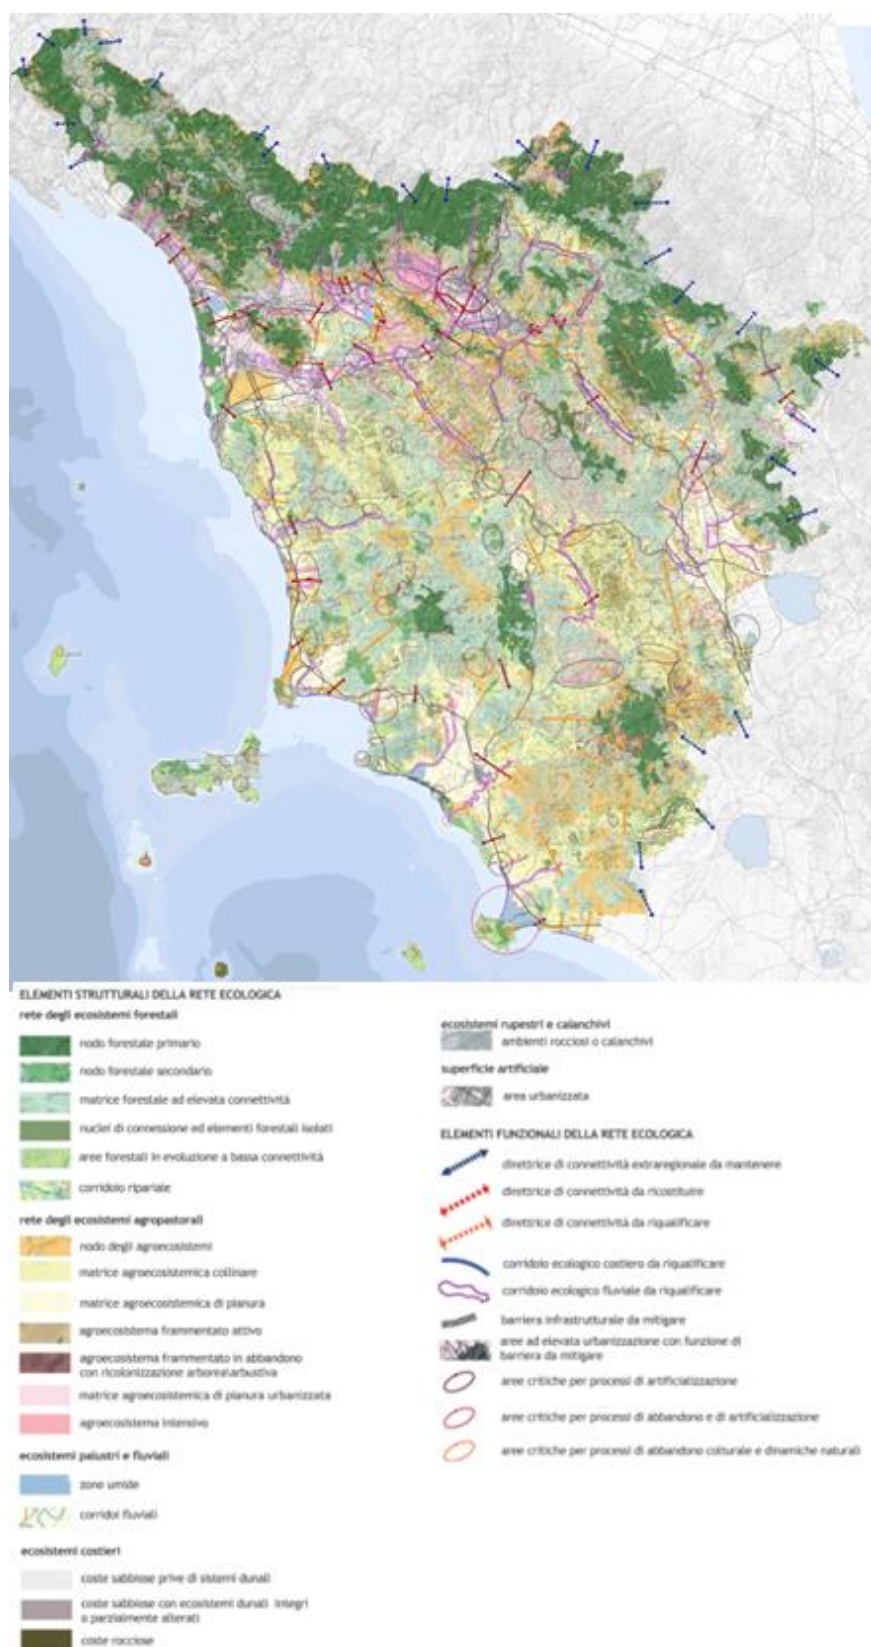 ELEMENTI STRUTTURALI DELLA RETE ECOLOGICA
rete degli ecosistemi forestali
nodo forestale primario
nodo forestale secondario
matrice forestale ad elevata connettività
nuclei di connessione ed elementi forestali isolati
aree forestali in evoluzione a bassa connettività
corridoio ripariale
rete degli ecosistemi agropastorali
nodo degli agroecosistemi
matrice agroecosistemica collinare
matrice agroecosistemica di pianura
agroecosistema frammentato attivo
agroecosistema frammentato in abbandono
con ricolonizzazione arborea\arbustiva
matrice agroecosistemica di pianura urbanizzata
agroecosistema intensivo
ecosistemi palustri e fluviali
zone umide
corridoi fluviali
ecosistemi costieri
coste sabbiose prive di sistemi dunali
coste sabbiose con ecosistemi dunali integri
o parzialmente alterati
coste rocciose
ecosistemi rupestri e calanchivi
ambienti rocciosi o calanchivi
superficie artificiale
area urbanizzata
ELEMENTI FUNZIONALI DELLA RETE ECOLOGICA
direttrice di connettività extraregionale da mantenere
direttrice di connettività da ricostituire
direttrice di connettività da riqualificare
corridoio ecologico costiero da riqualificare
corridoio ecologico fluviale da riqualificare
barriera infrastrutturale da mitigare
aree ad elevata urbanizzazione con funzione di
barriera da mitigare
aree critiche per processi di artificializzazione
aree critiche per processi di abbandono e di artificializzazione
aree critiche per processi di abbandono colturale e dinamiche naturali